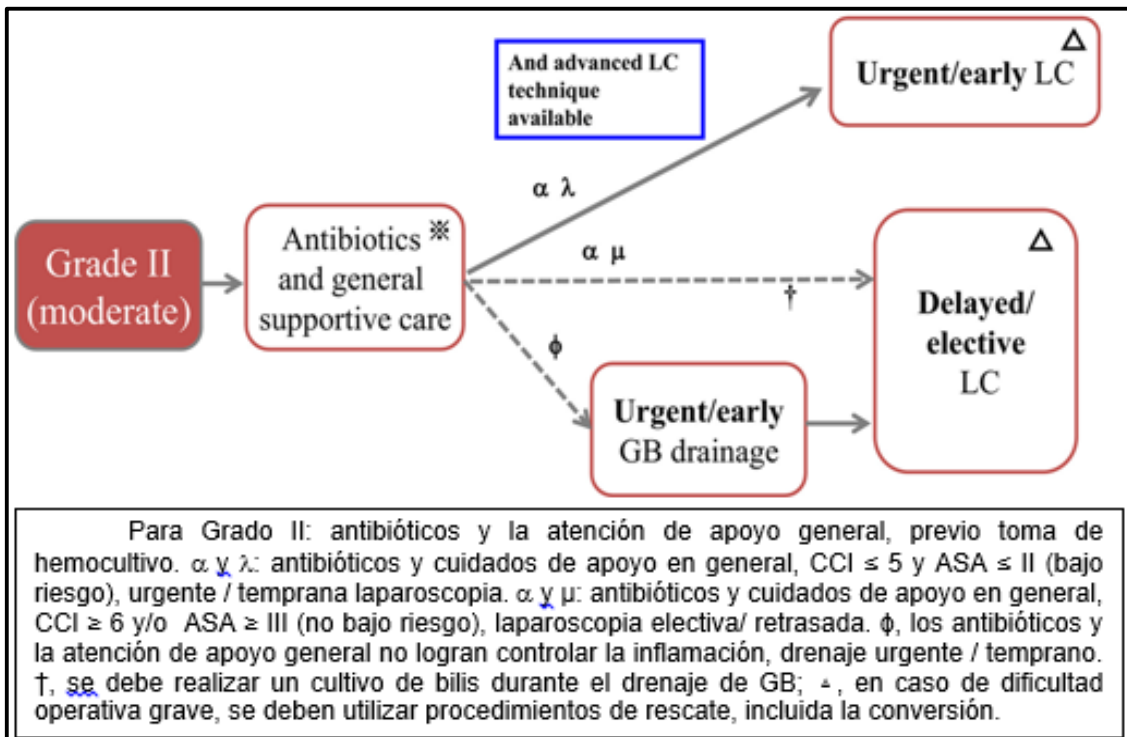 And advanced LC
technique
available
Urgent/early LC
△
α λ
Grade II
(moderate)
Antibiotics ※
and general
supportive care
α μ
†
ϕ
△
Delayed/
elective
LC
Urgent/early
GB drainage
Para Grado II: antibióticos y la atención de apoyo general, previo toma de
hemocultivo. α y λ: antibióticos y cuidados de apoyo en general, CCI ≤ 5 y ASA ≤ II (bajo
riesgo), urgente / temprana laparoscopia. α y μ: antibióticos y cuidados de apoyo en general,
CCI ≥ 6 y/o ASA ≥ III (no bajo riesgo), laparoscopia electiva/ retrasada. ϕ, los antibióticos y
la atención de apoyo general no logran controlar la inflamación, drenaje urgente / temprano.
†, se debe realizar un cultivo de bilis durante el drenaje de GB; ▵, en caso de dificultad
operativa grave, se deben utilizar procedimientos de rescate, incluida la conversión.